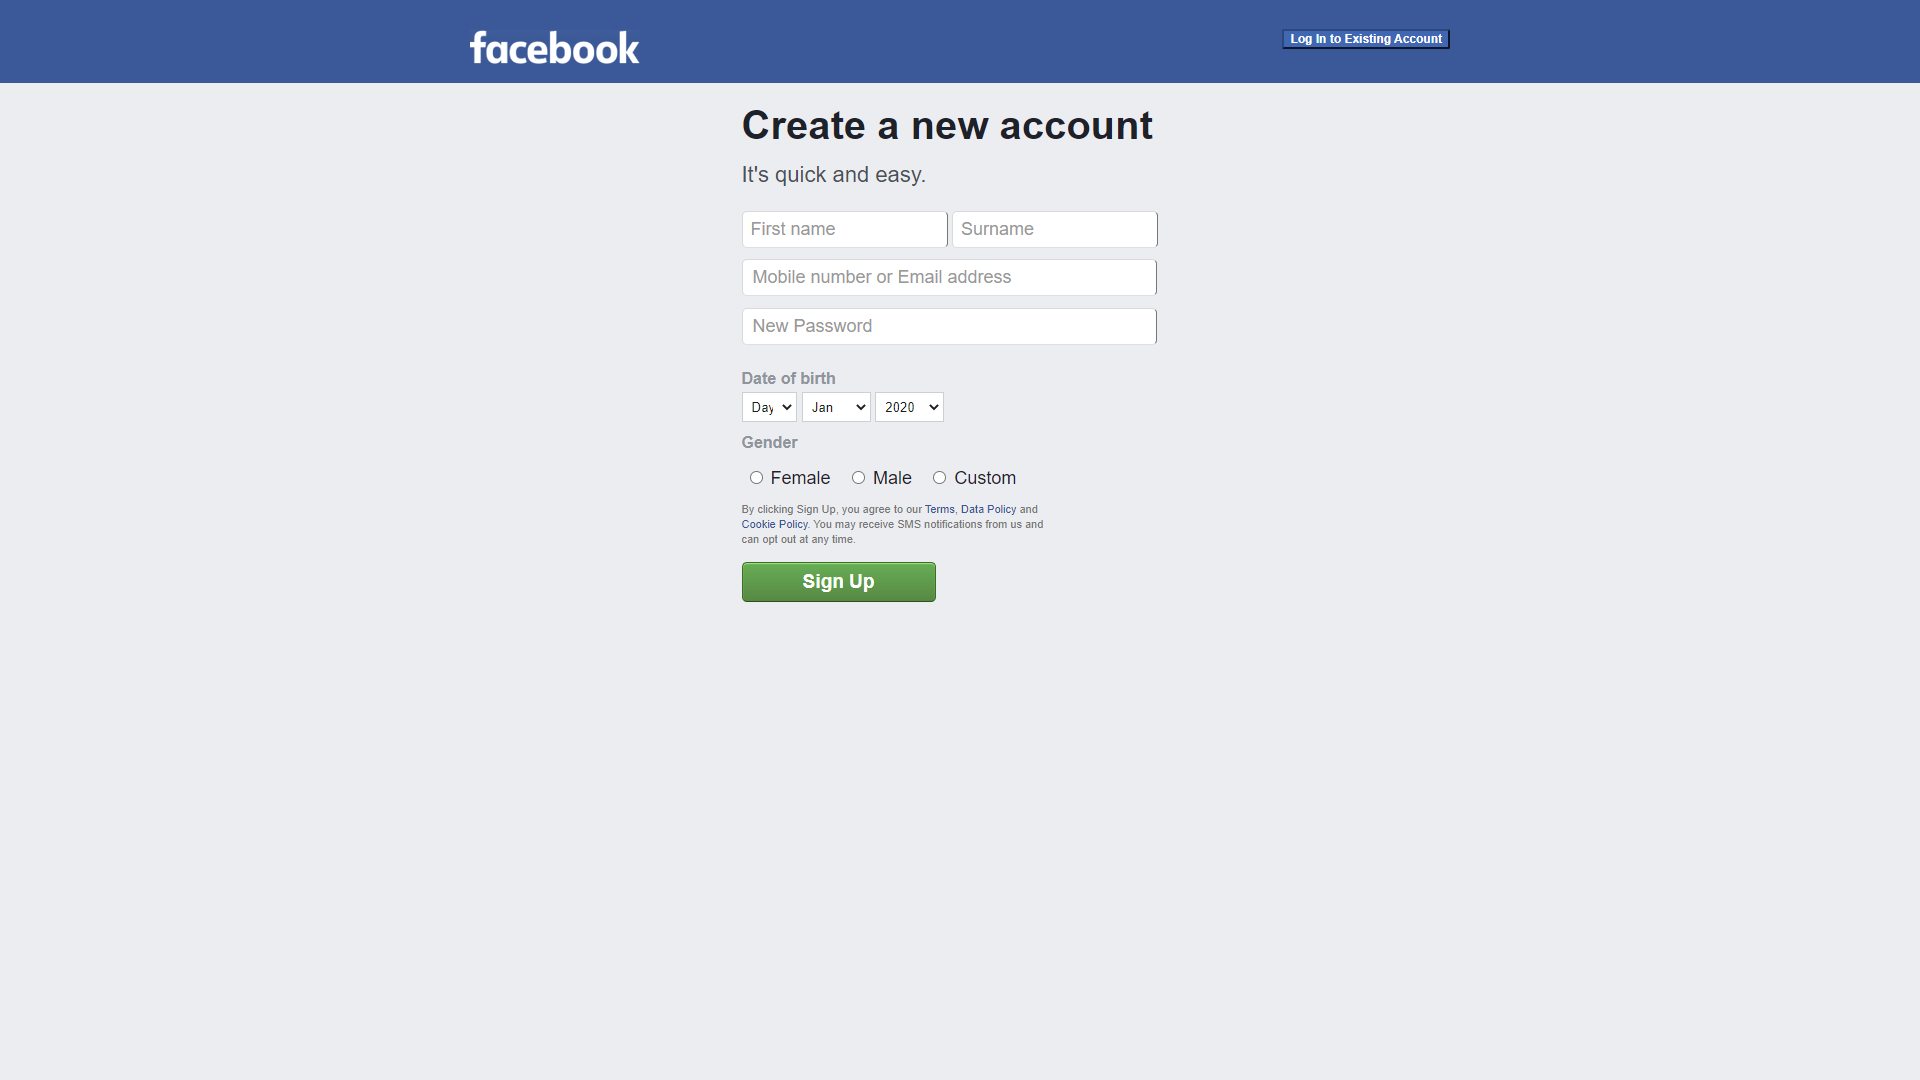 facebook
Log In to Existing Account
Create a new account
It's quick and easy.
First name Surname
Mobile number or Email address
New Password
Date of birth
Day Jan 2020
Gender
Female Male Custom
By clicking Sign Up, you agree to our Terms, Data Policy and
Cookie Policy. You may receive SMS notifications from us and
can opt out at any time.
Sign Up